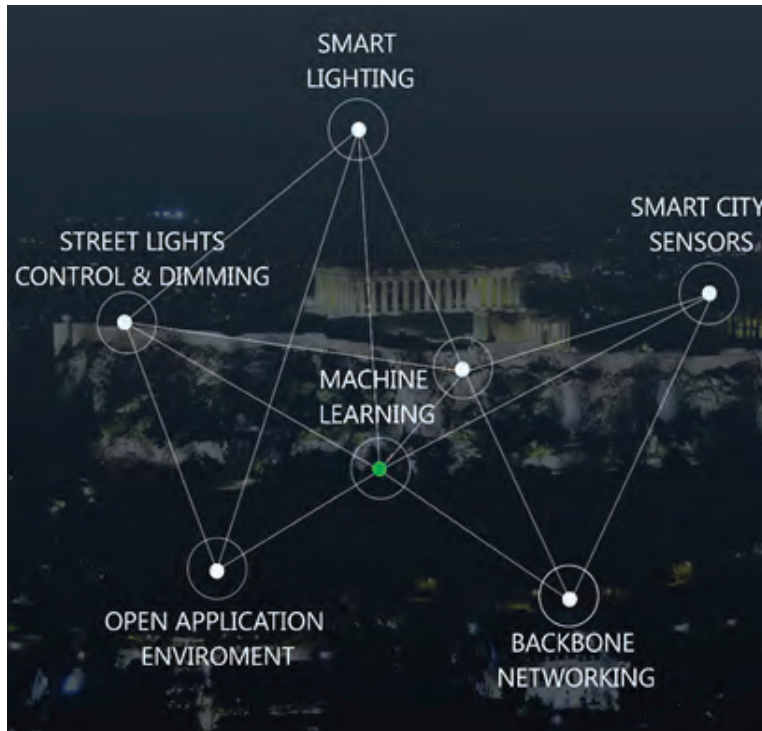 SMART
LIGHTING
SMART CITY
SENSORS
STREET LIGHTS
CONTROL & DIMMING
MACHINE
LEARNING
OPEN APPLICATION
ENVIROMENT
BACKBONE
NETWORKING